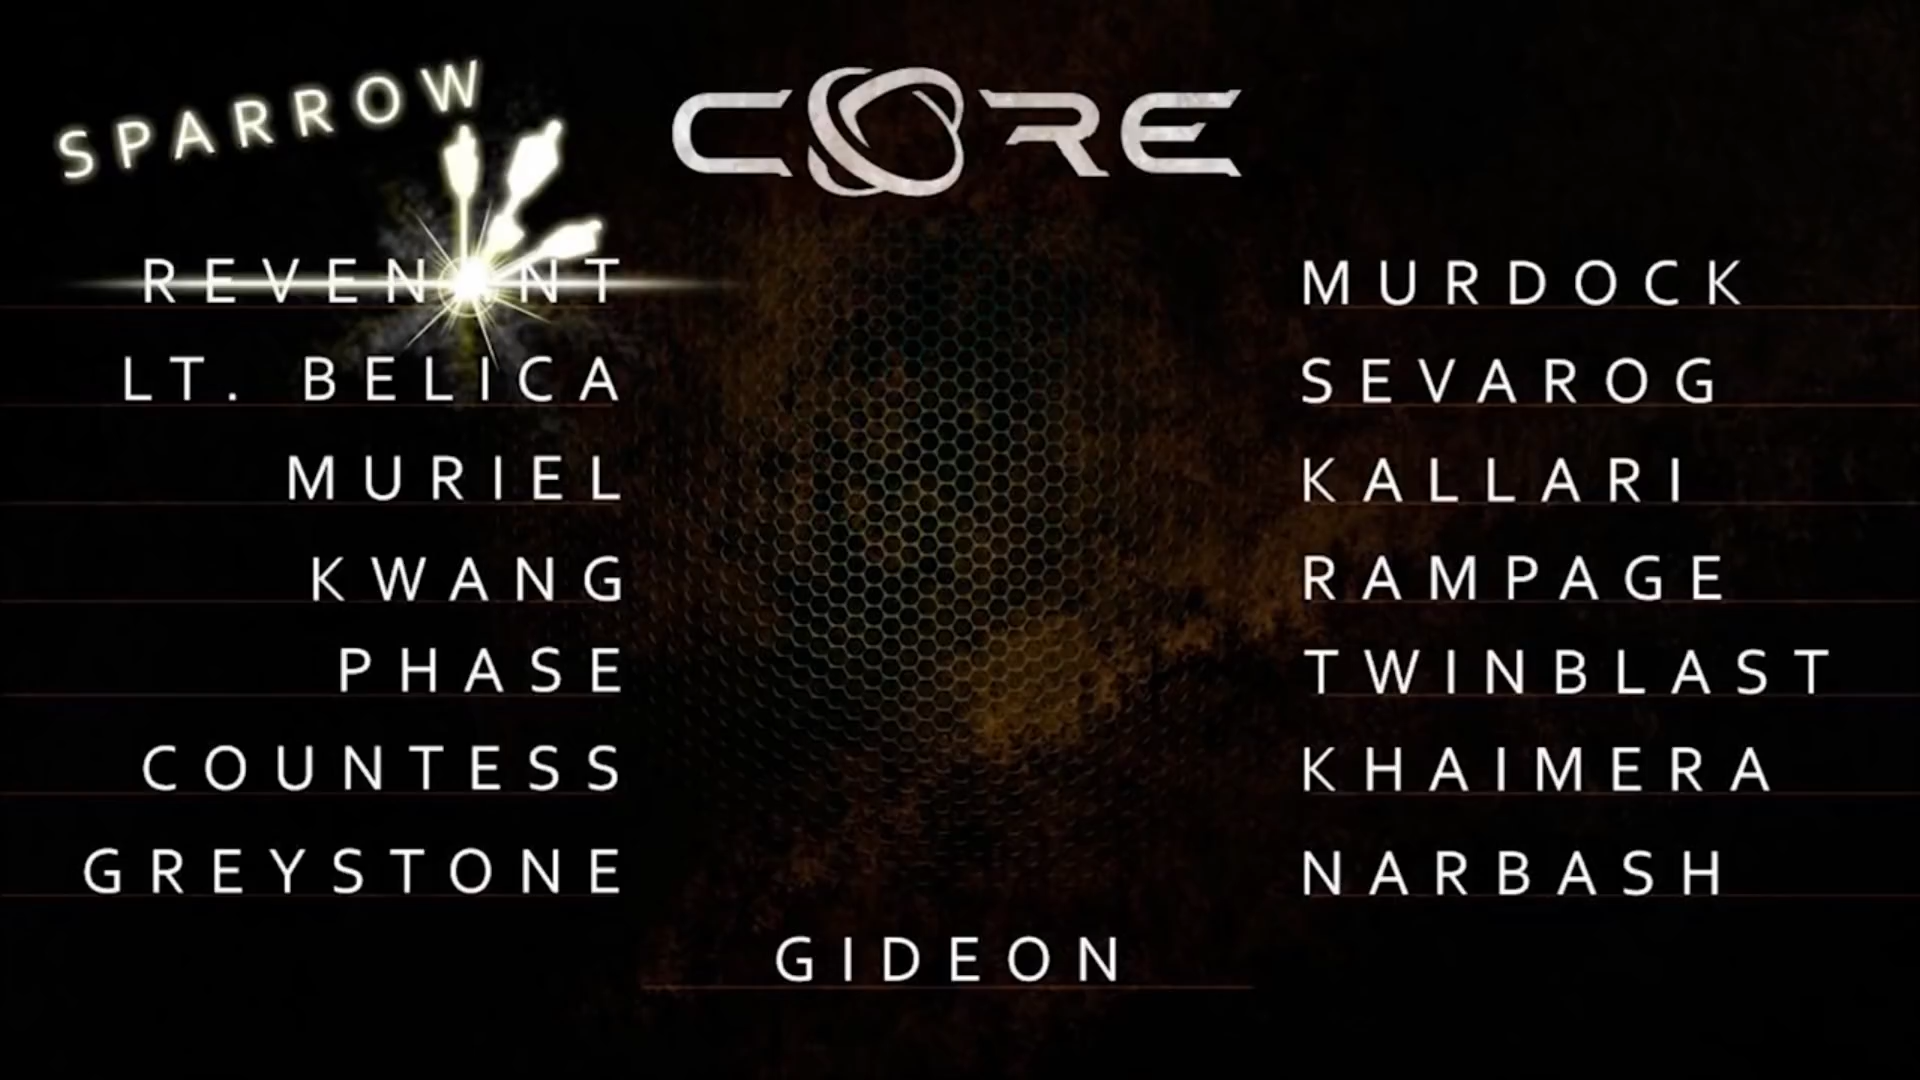 SPARROW
CORE
REVENANT
LT. BELICA
MURIEL
KWANG
PHASE
COUNTESS
GREYSTONE
MURDOCK
SEVAROG
KALLARI
RAMPAGE
TWINBLAST
KHAIMERA
NARBASH
GIDEON